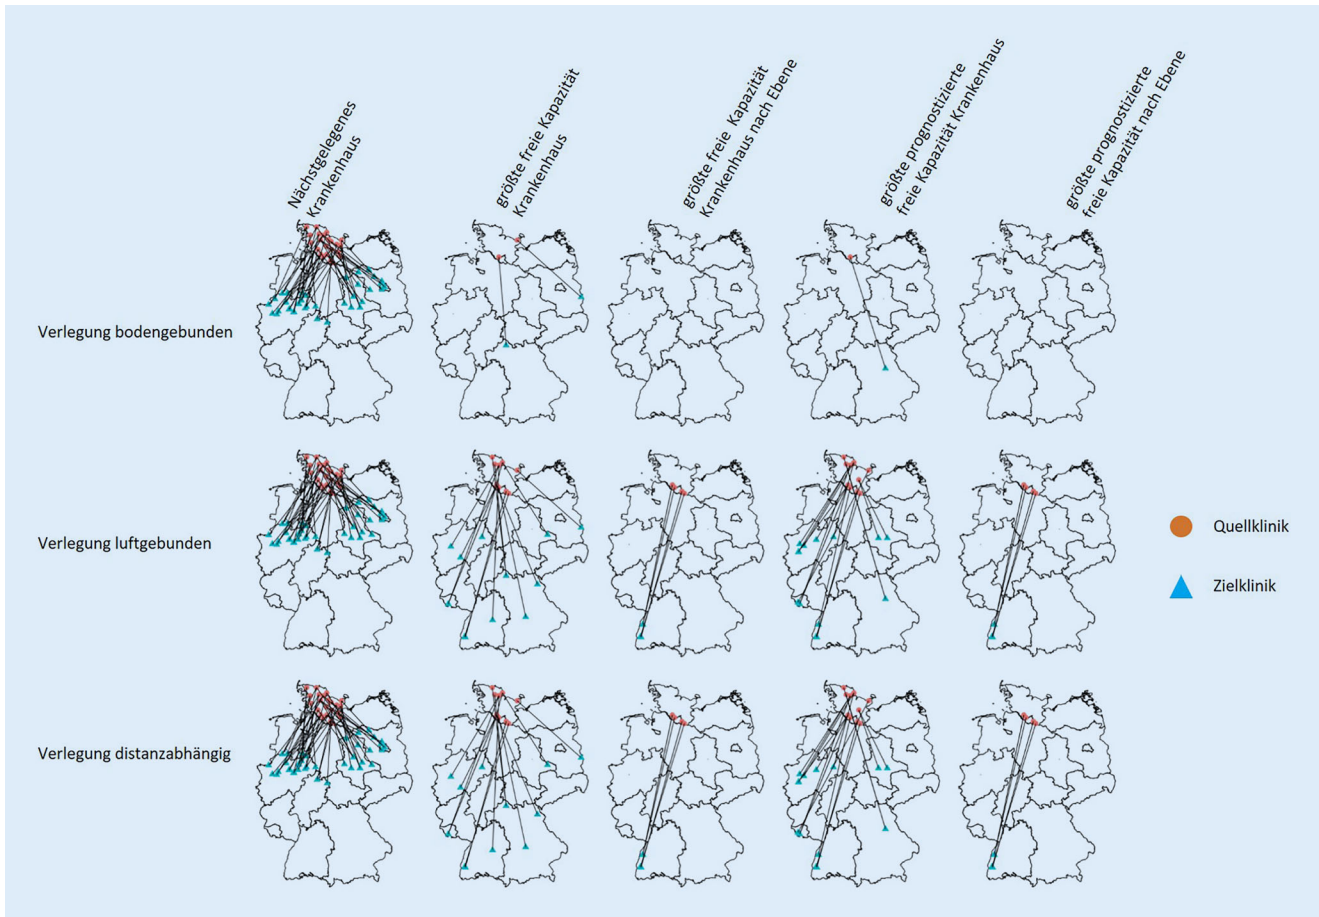 Nächstgelegenes
Krankenhaus
größte freie Kapazität
Krankenhaus
größte freie Kapazität
Krankenhaus nach Ebene
größte prognostizierte
freie Kapazität Krankenhaus
größte prognostizierte
freie Kapazität nach Ebene
Verlegung bodengebunden
Verlegung luftgebunden
Quellklinik
Zielklinik
Verlegung distanzabhängig